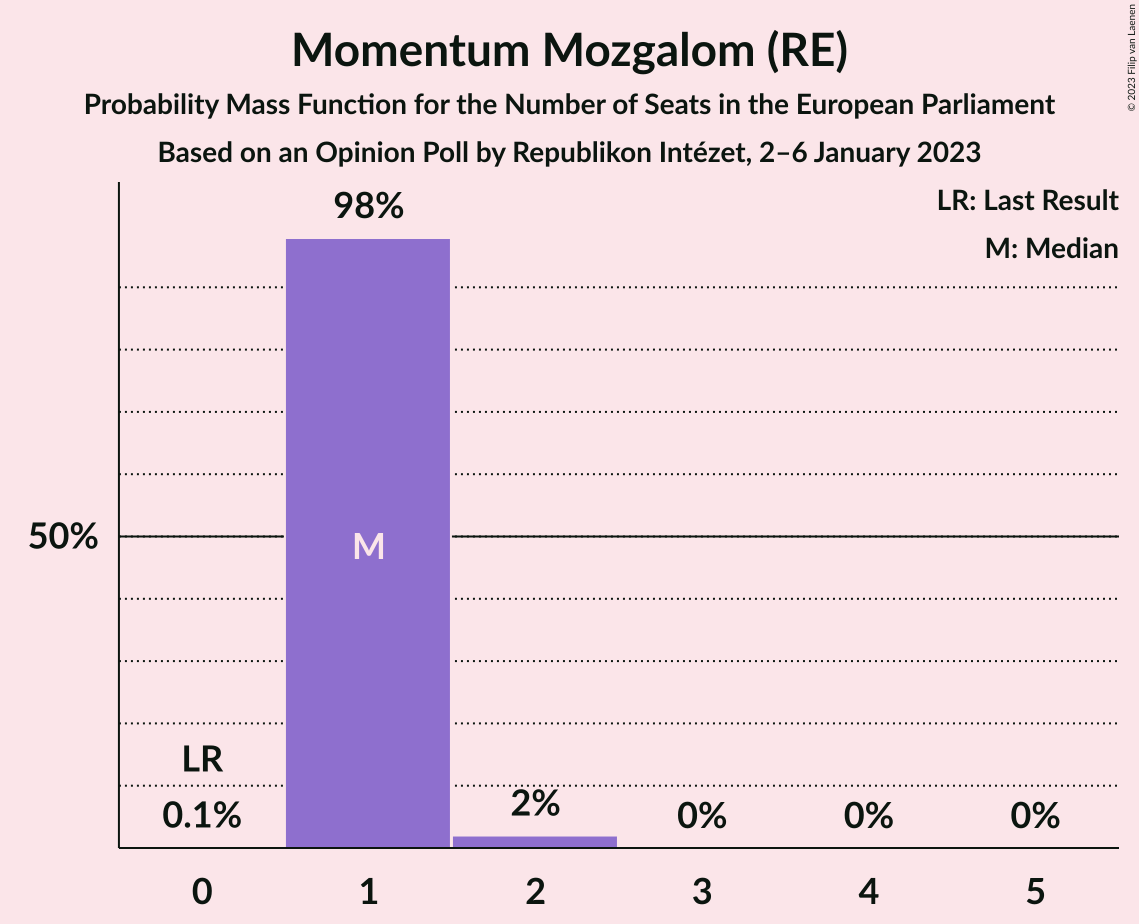 Momentum Mozgalom (RE)
Probability Mass Function for the Number of Seats in the European Parliament
Based on an Opinion Poll by Republikon Intézet, 2–6 January 2023
© 2023 Filip van Laenen
LR: Last Result
M: Median
98%
50%
M
LR
0.1%
2%
0%
0%
0%
0
1
2
3
4
5